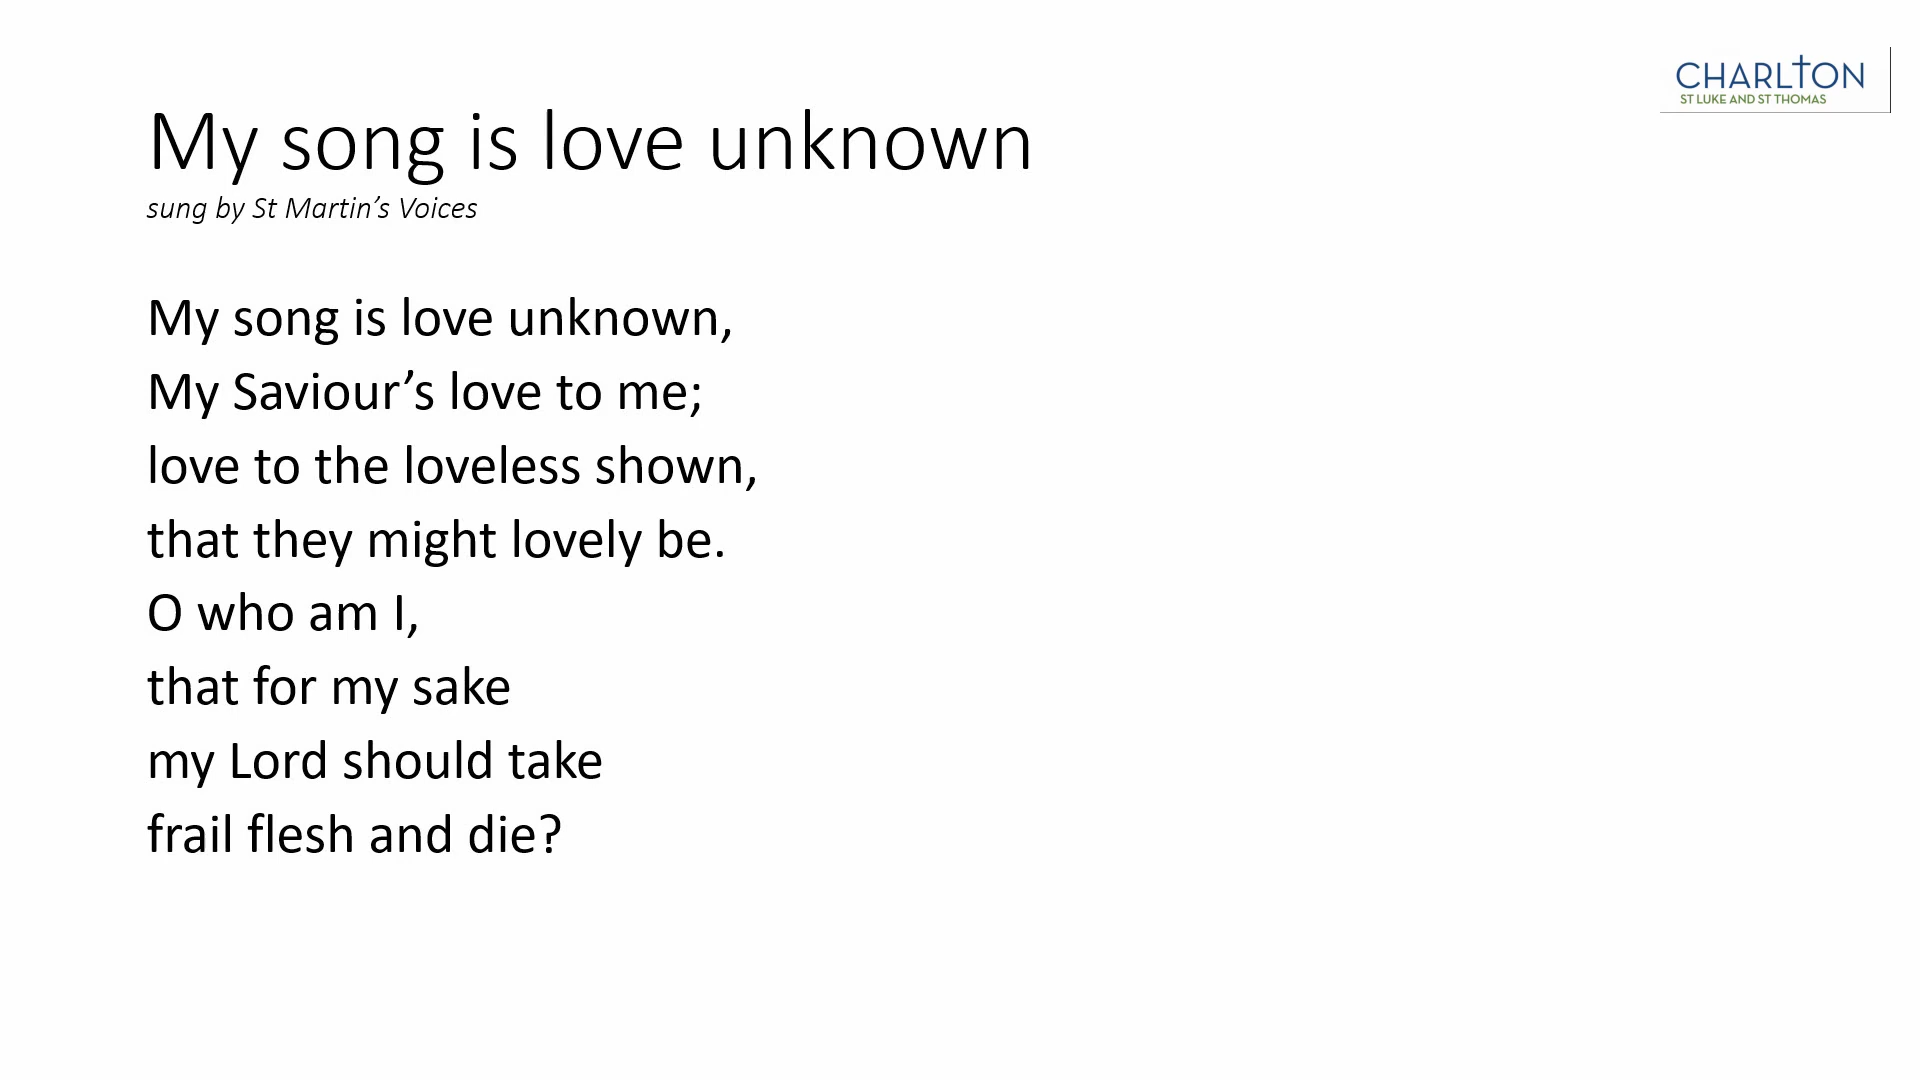 CHARLTON
ST LUKE AND ST THOMAS
My song is love unknown
sung by St Martin’s Voices
My song is love unknown,
My Saviour’s love to me;
love to the loveless shown,
that they might lovely be.
O who am I,
that for my sake
my Lord should take
frail flesh and die?